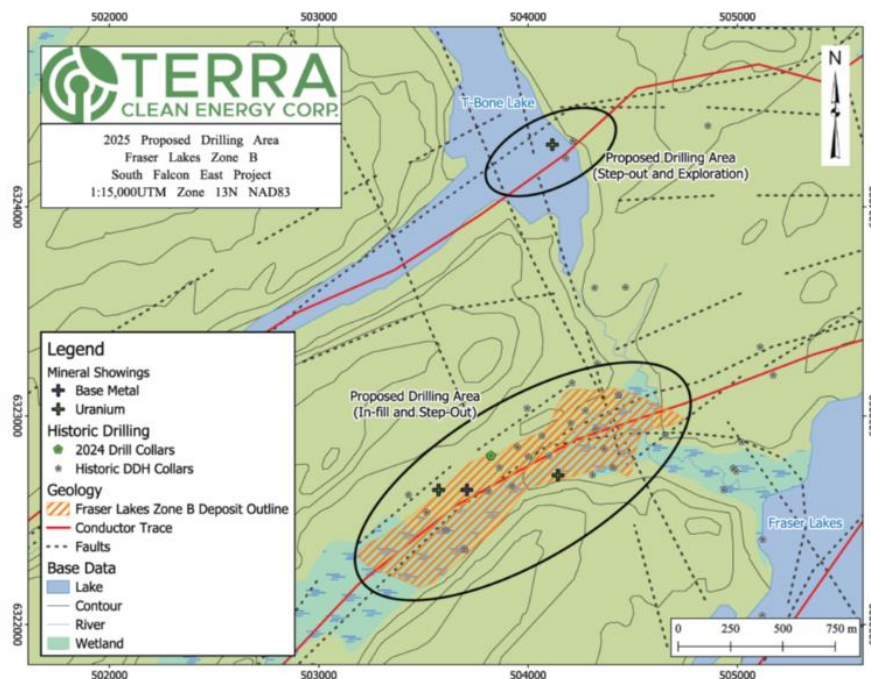 502000 503000 504000 505000
TERRA
CLEAN ENERGY CORP.
2025 Proposed Drilling Area
Fraser Lakes Zone B
South Falcon East Project
1:15,000UTM Zone 13N NAD83
T-Bone Lake
N
Proposed Drilling Area
(Step-out and Exploration)
6324000
Legend
Mineral Showings
Base Metal
Uranium
Historic Drilling
2024 Drill Collars
Historic DDH Collars
Geology
Fraser Lakes Zone B Deposit Outline
Conductor Trace
Faults
Base Data
Lake
Contour
River
Wetland
Proposed Drilling Area
(In-fill and Step-Out)
6323000
Fraser Lakes
6322000
0 250 500 750 m
502000 503000 504000 505000